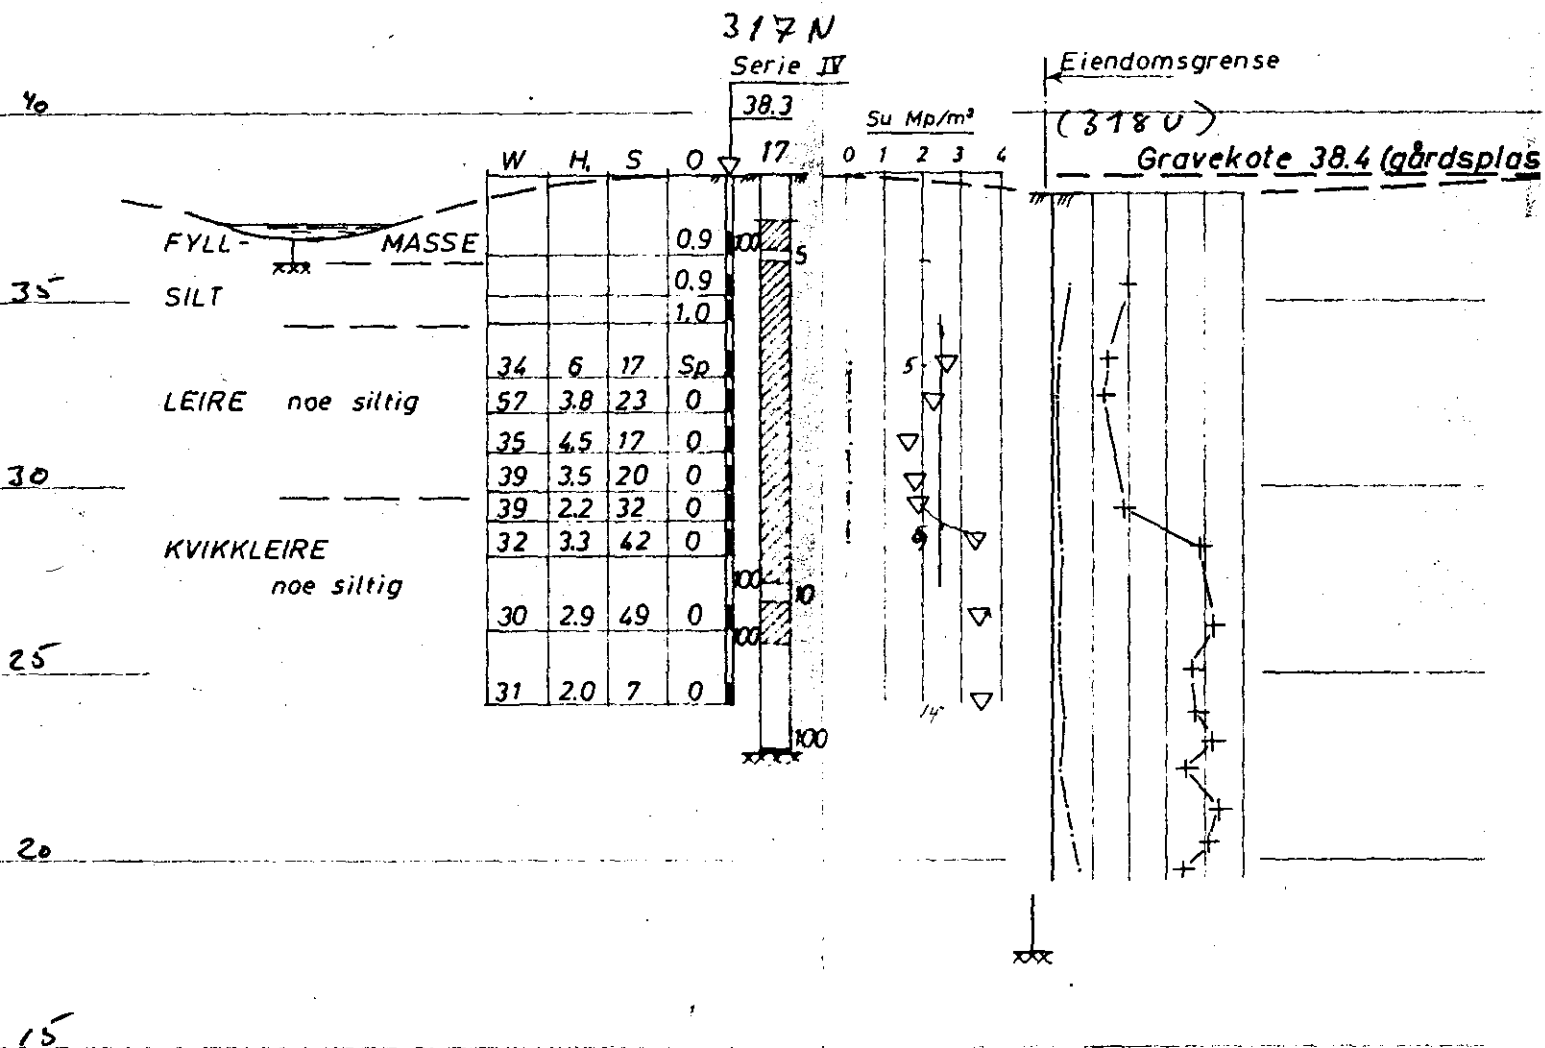 317 N
Serie IV
Eiendomsgrense
40
38.3
Su Mp/m²
(318 U)
W H. S O 17 0 1 2 3 4
Gravekote 38.4 (gårdsplas
FYLL- MASSE 0.9 100 5
35 SILT 0.9
1.0
34 6 17 Sp 5
LEIRE noe siltig 57 3.8 23 0
35 4.5 17 0
30 39 3.5 20 0
39 2.2 32 0
KVIKKLEIRE 32 3.3 42 0
noe siltig 100 10
30 2.9 49 0 100
25
31 2.0 7 0 14
100
20
15